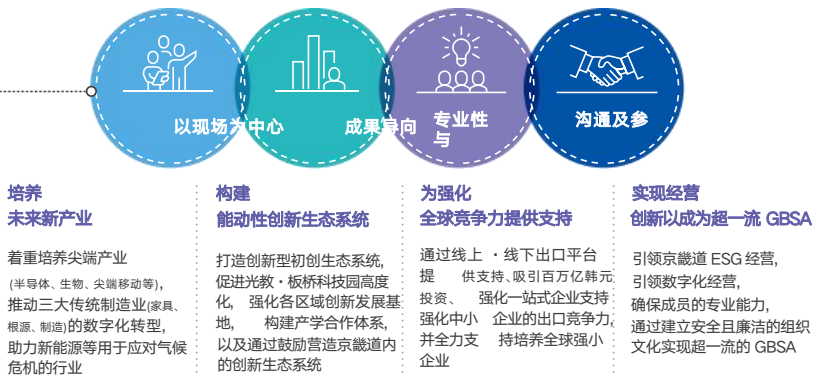 以现场为中心
成果导向
专业性
与
沟通及参
培养
未来新产业
着重培养尖端产业
(半导体、生物、尖端移动等),
推动三大传统制造业(家具、
根源、制造)的数字化转型,
助力新能源等用于应对气候
危机的行业
构建
能动性创新生态系统
打造创新型初创生态系统,
促进光教·板桥科技园高度
化, 强化各区域创新发展基
地, 构建产学合作体系,
以及通过鼓励营造京畿道内
的创新生态系统
为强化
全球竞争力提供支持
通过线上 · 线下出口平台
提 供支持、吸引百万亿韩元
投资、 强化一站式企业支持
强化中小 企业的出口竞争力,
并全力支 持培养全球强小
企业
实现经营
创新以成为超一流 GBSA
引领京畿道 ESG 经营,
引领数字化经营,
确保成员的专业能力,
通过建立安全且廉洁的组织
文化实现超一流的 GBSA